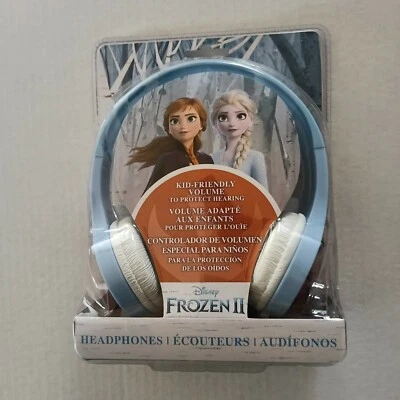 KID-FRIENDLY
VOLUME
TO PROTECT HEARING
VOLUME ADAPTÉ
AUX ENFANTS
POUR PROTÉGER L'OUÏE
CONTROLADOR DE VOLUMEN
ESPECIAL PARA NIÑOS
PARA LA PROTECCIÓN
DE LOS OÍDOS
Disney
FROZEN II
HEADPHONES | ÉCOUTEURS | AUDÍFONOS